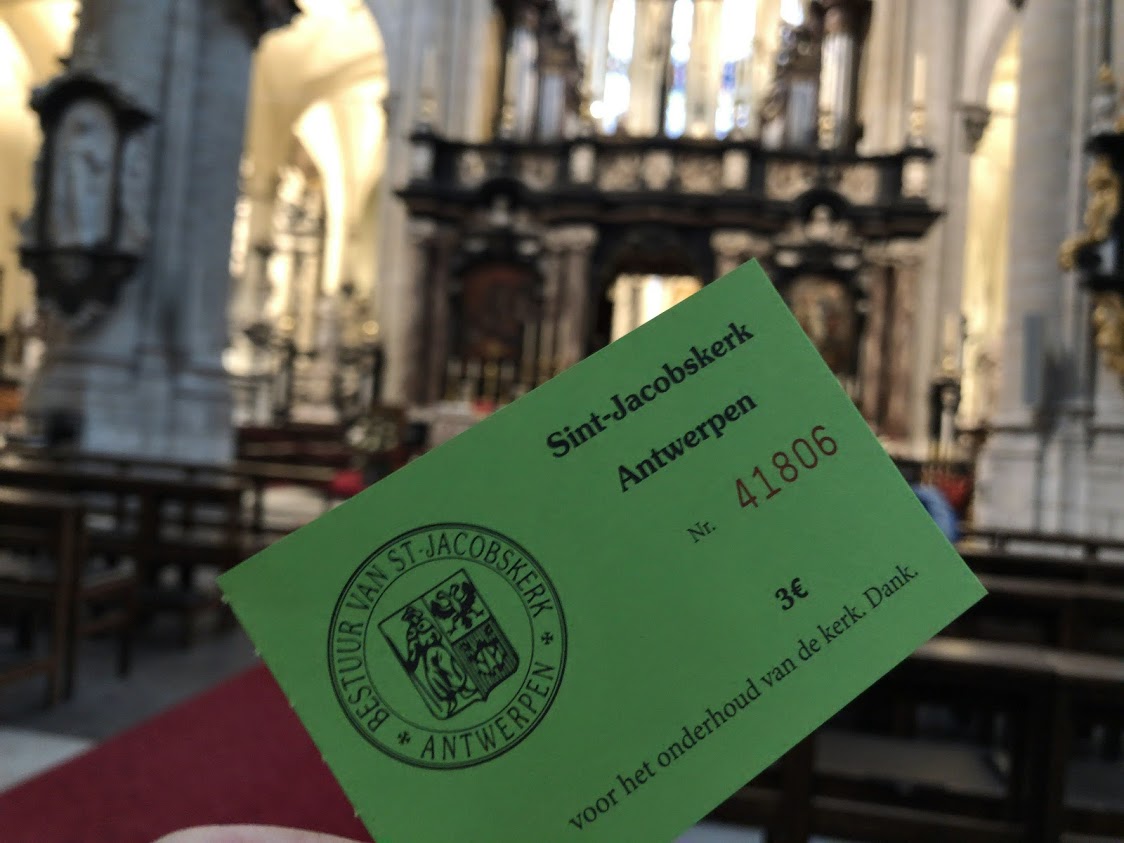 Sint-Jacobskerk
Antwerpen
Nr. 41806
3€
voor het onderhoud van de kerk. Dank.
BESTUUR VAN ST-JACOBSKERK
ANTWERPEN